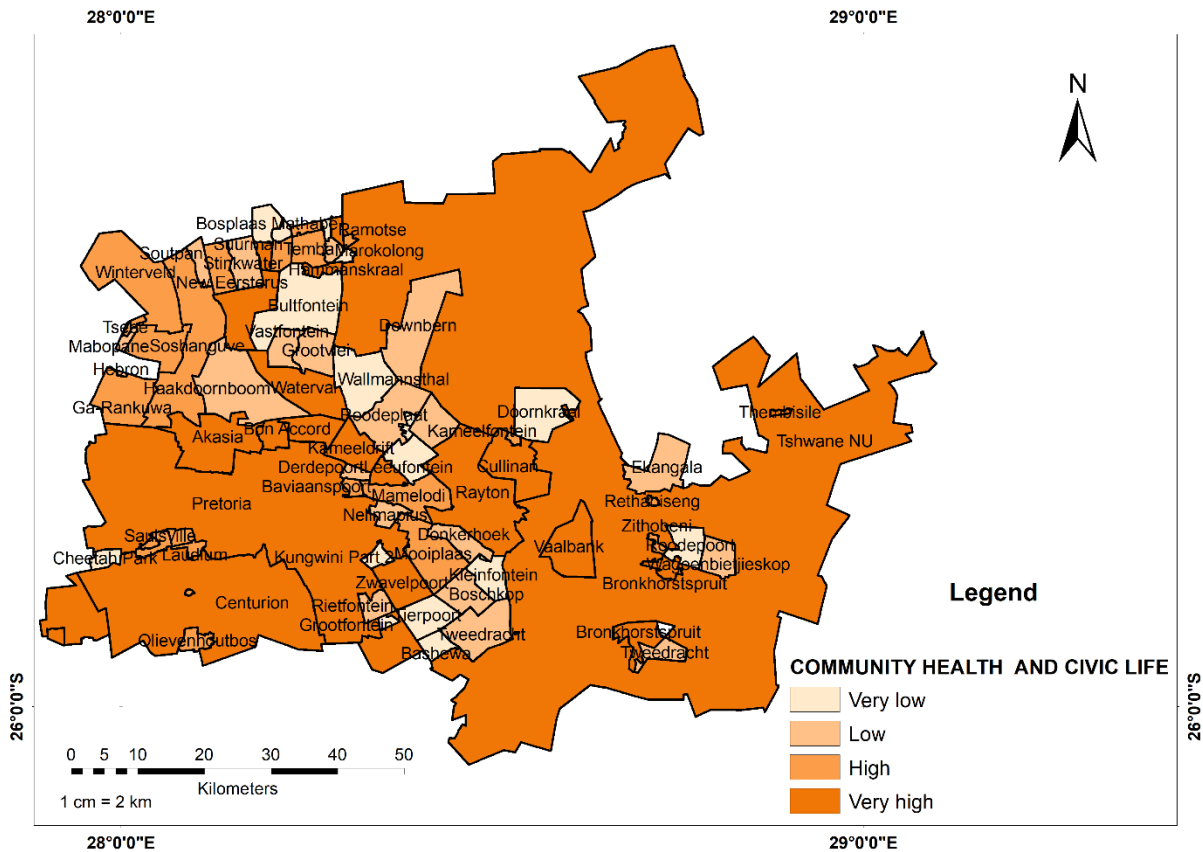 28°0'0"E
29°0'0"E
N
Bosplaas Mathabe
Ramotse
Soutpan
Suurman
Temba
Marokolong
Winterveld
Stinkwater
Hammanskraal
New Eersterus
Bultfontein
Tsebe
Vastfontein
Downbern
Mabopane
Soshanguve
Grootvlei
Hebron
Haakdoornboom
Waterval
Wallmannsthal
Ga-Rankuwa
Roodeplaat
Doornkraal
Thembisile
Akasia
Bon Accord
Kameelfontein
Tshwane NU
Kameeldrift
Derdepoort
Leeufontein
Cullinan
Ekangala
Baviaanspoort
Mamelodi
Rayton
Pretoria
Rethabiseng
Nellmapius
Zithobeni
Saulsville
Donkerhoek
Vaalbank
Roodepoort
Cheetah Park
Laudium
Kungwini Part 2
Mooiplaas
Wagoenbietjieskop
Kleinfontein
Zwavelpoort
Bronkhorstspruit
Boschkop
Centurion
Rietfontein
Tierpoort
Grootfontein
Tweedracht
Bronkhorstspruit
Olievenhoutbos
Bashewa
Tweedracht
Legend
COMMUNITY HEALTH AND CIVIC LIFE
Very low
Low
High
Very high
26°0'0"S
26°0'0"S
0 5 10 20 30 40 50
Kilometers
1 cm = 2 km
28°0'0"E
29°0'0"E